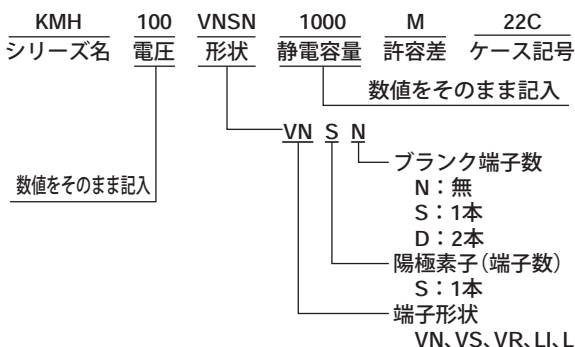 KMH 100 VNSN 1000 M 22C
シリーズ名 電圧 形状 静電容量 許容差 ケース記号
数値をそのまま記入
VN S N
ブランク端子数
数値をそのまま記入
N：無
S：1本
D：2本
陽極素子（端子数）
S：1本
端子形状
VN、VS、VR、LI、L